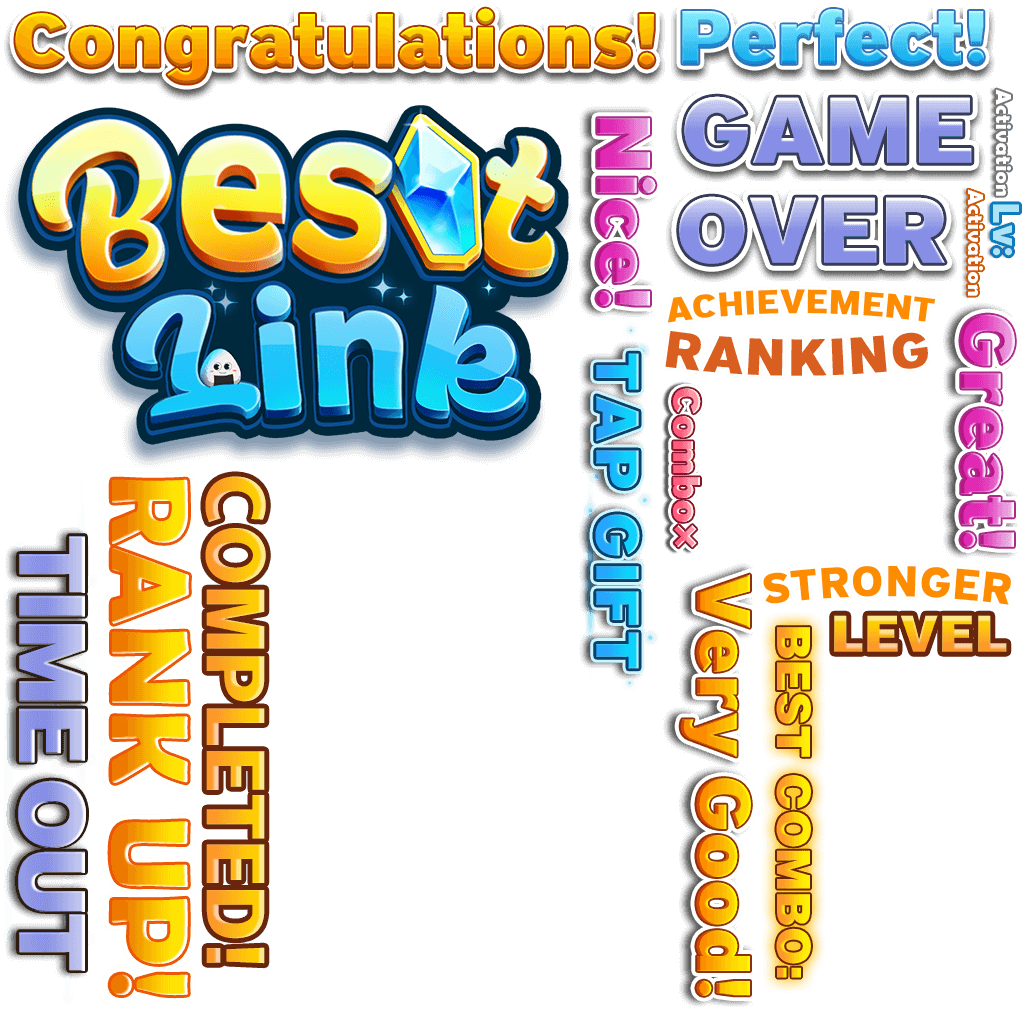 Congratulations!
Perfect!
Best
Link
Nice!
GAME
OVER
Activation
Lv:
Activation
ACHIEVEMENT
RANKING
TAP GIFT
Combox
Great!
COMPLETED!
RANK UP!
TIME OUT
STRONGER
LEVEL
Very Good!
BEST COMBO: